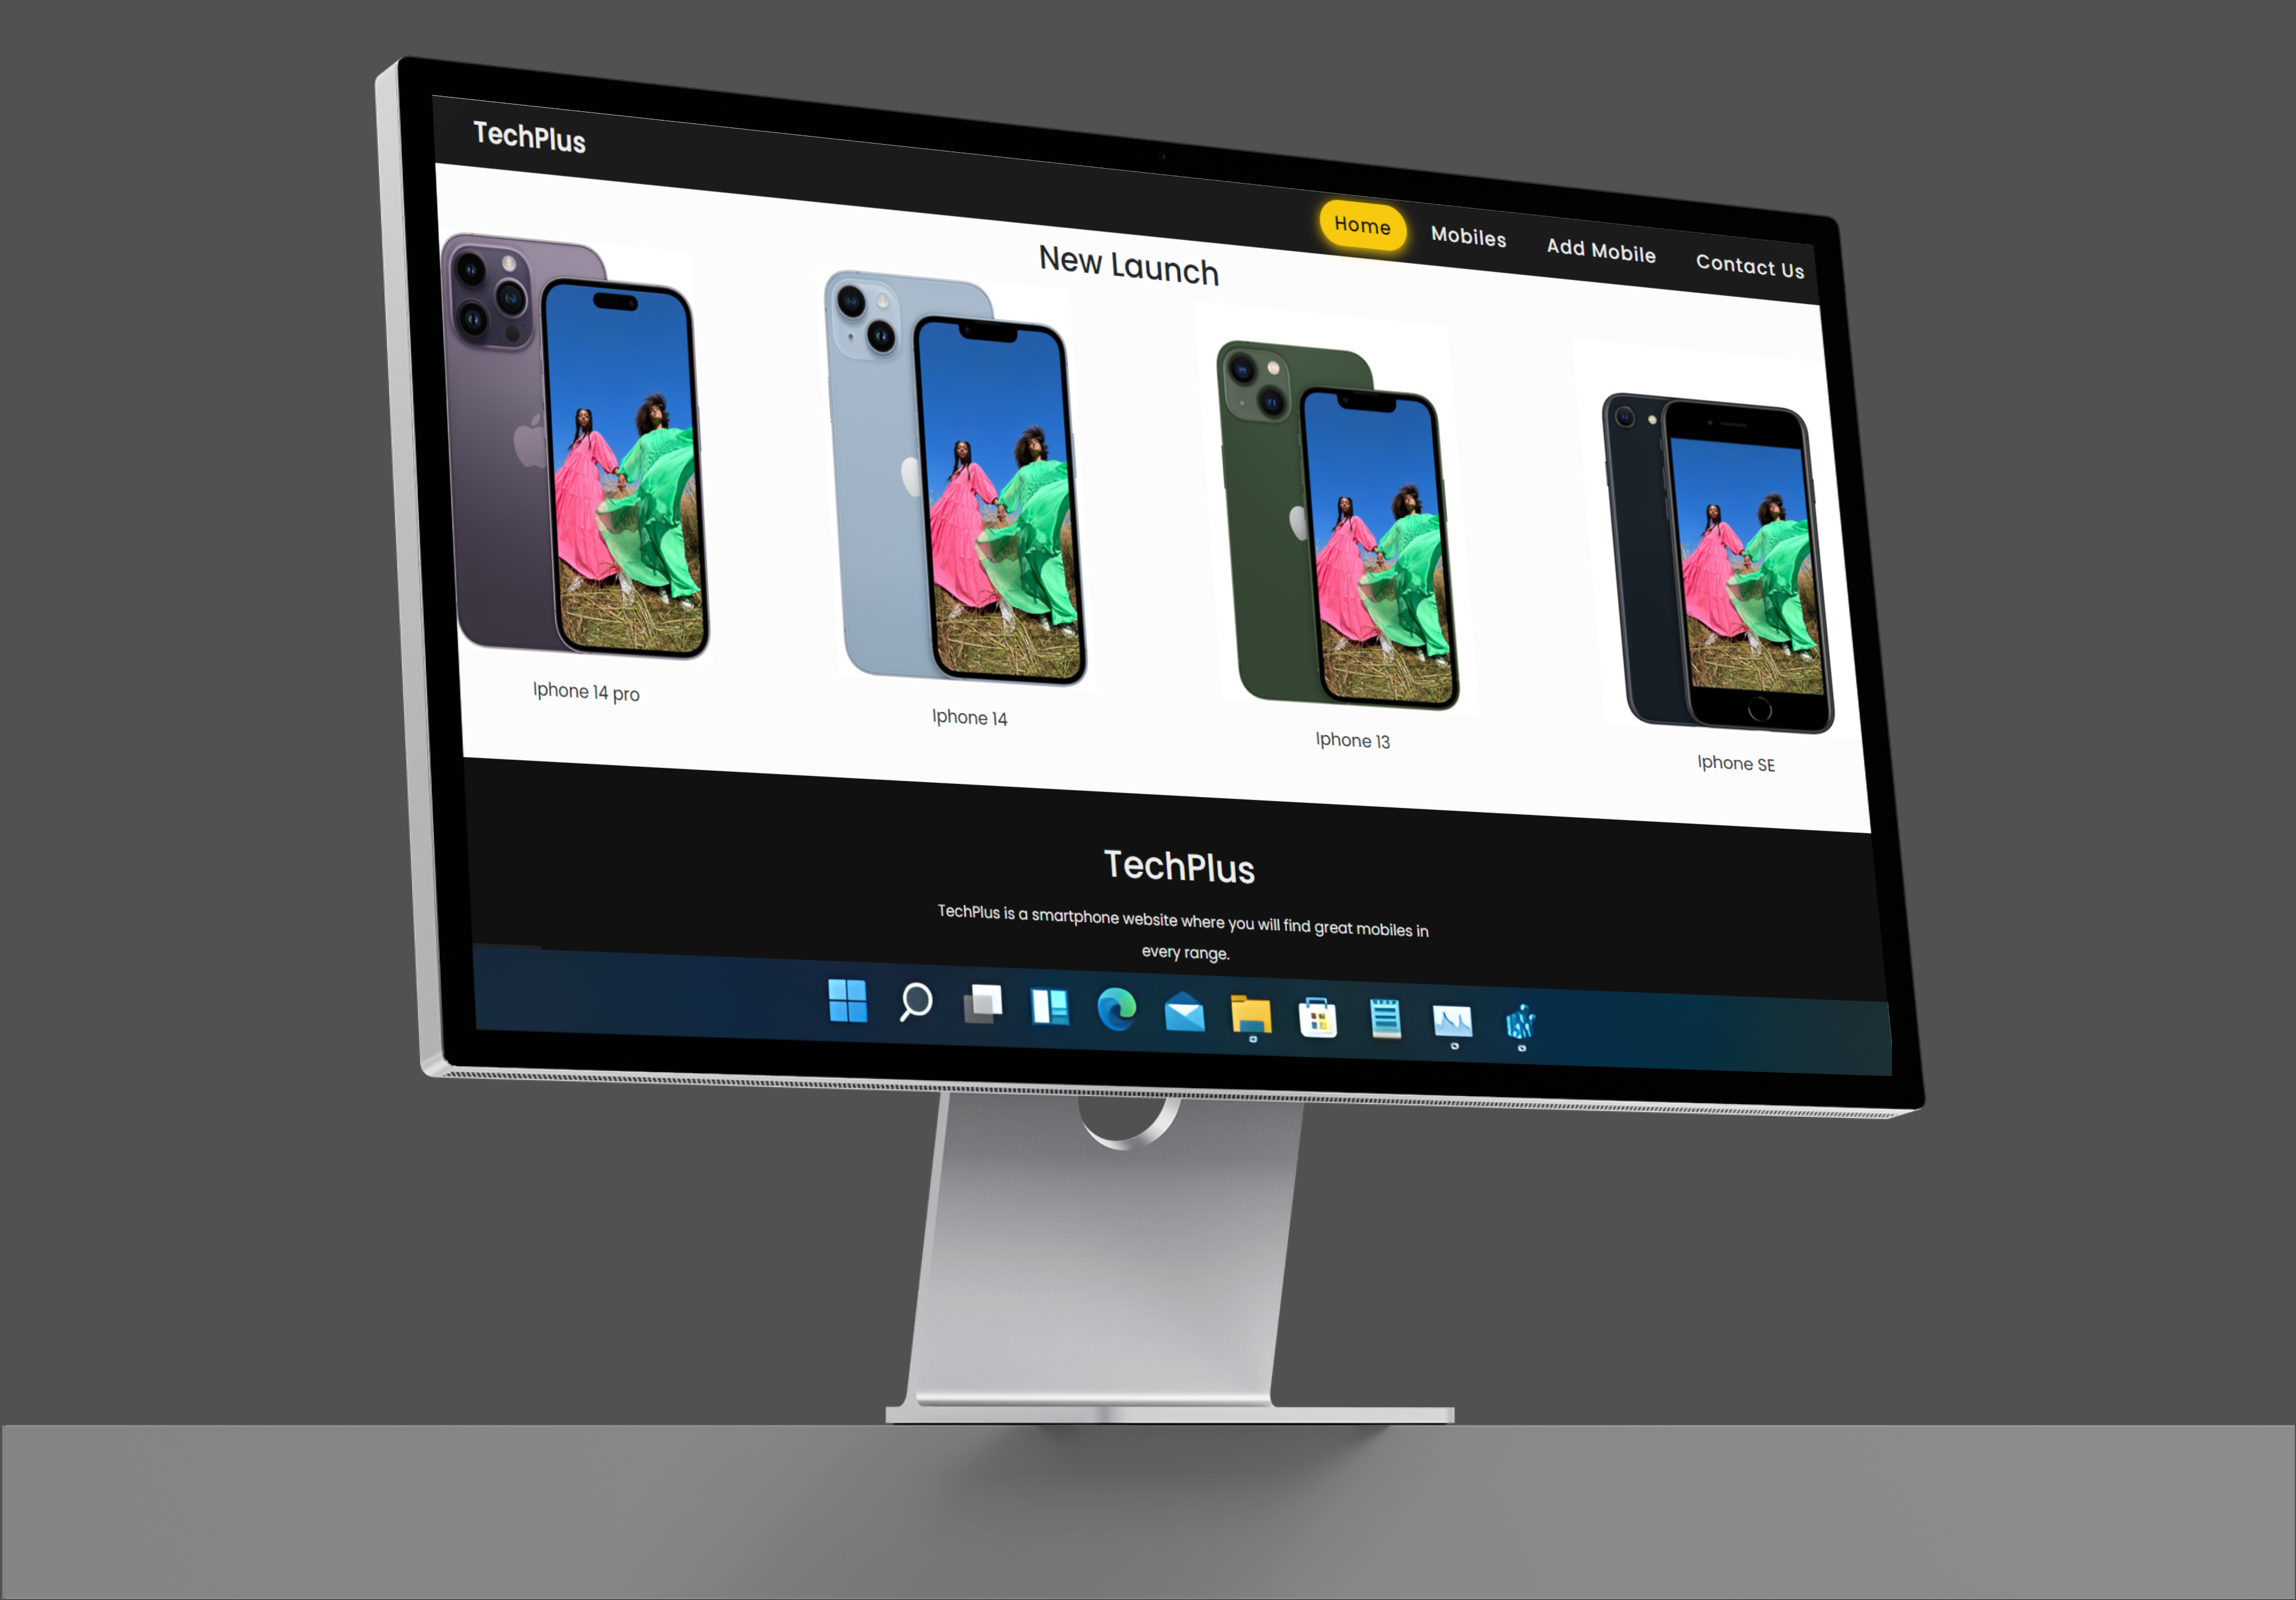 TechPlus
Home
Mobiles
Add Mobile
Contact Us
New Launch
Iphone 14 pro
Iphone 14
Iphone 13
Iphone SE
TechPlus
TechPlus is a smartphone website where you will find great mobiles in
every range.